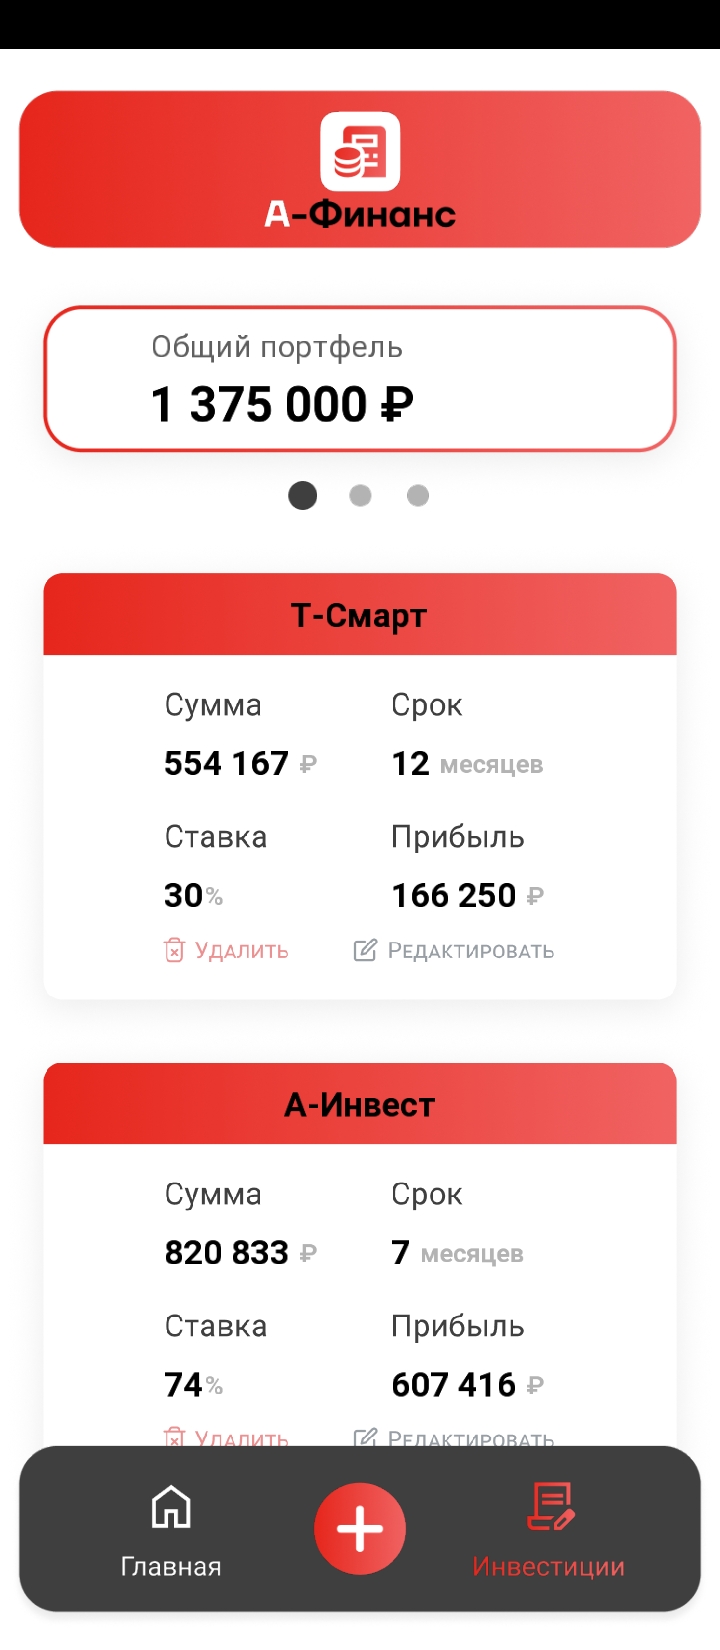 А-Финанс
Общий портфель
1 375 000 ₽
Т-Смарт
Сумма Срок
554 167 ₽ 12 месяцев
Ставка Прибыль
30% 166 250 ₽
Удалить Редактировать
А-Инвест
Сумма Срок
820 833 ₽ 7 месяцев
Ставка Прибыль
74% 607 416 ₽
Удалить Редактировать
Главная Инвестиции